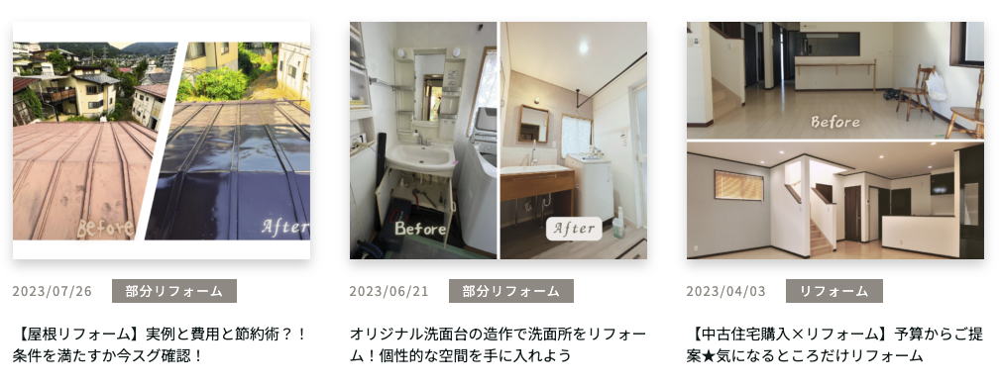 Before
After
Before
After
Before
2023/07/26
部分リフォーム
2023/06/21
部分リフォーム
2023/04/03
リフォーム
【屋根リフォーム】実例と費用と節約術？！
条件を満たすか今スグ確認！
オリジナル洗面台の造作で洗面所をリフォー
ム！個性的な空間を手に入れよう
【中古住宅購入×リフォーム】予算からご提
案★気になるところだけリフォーム